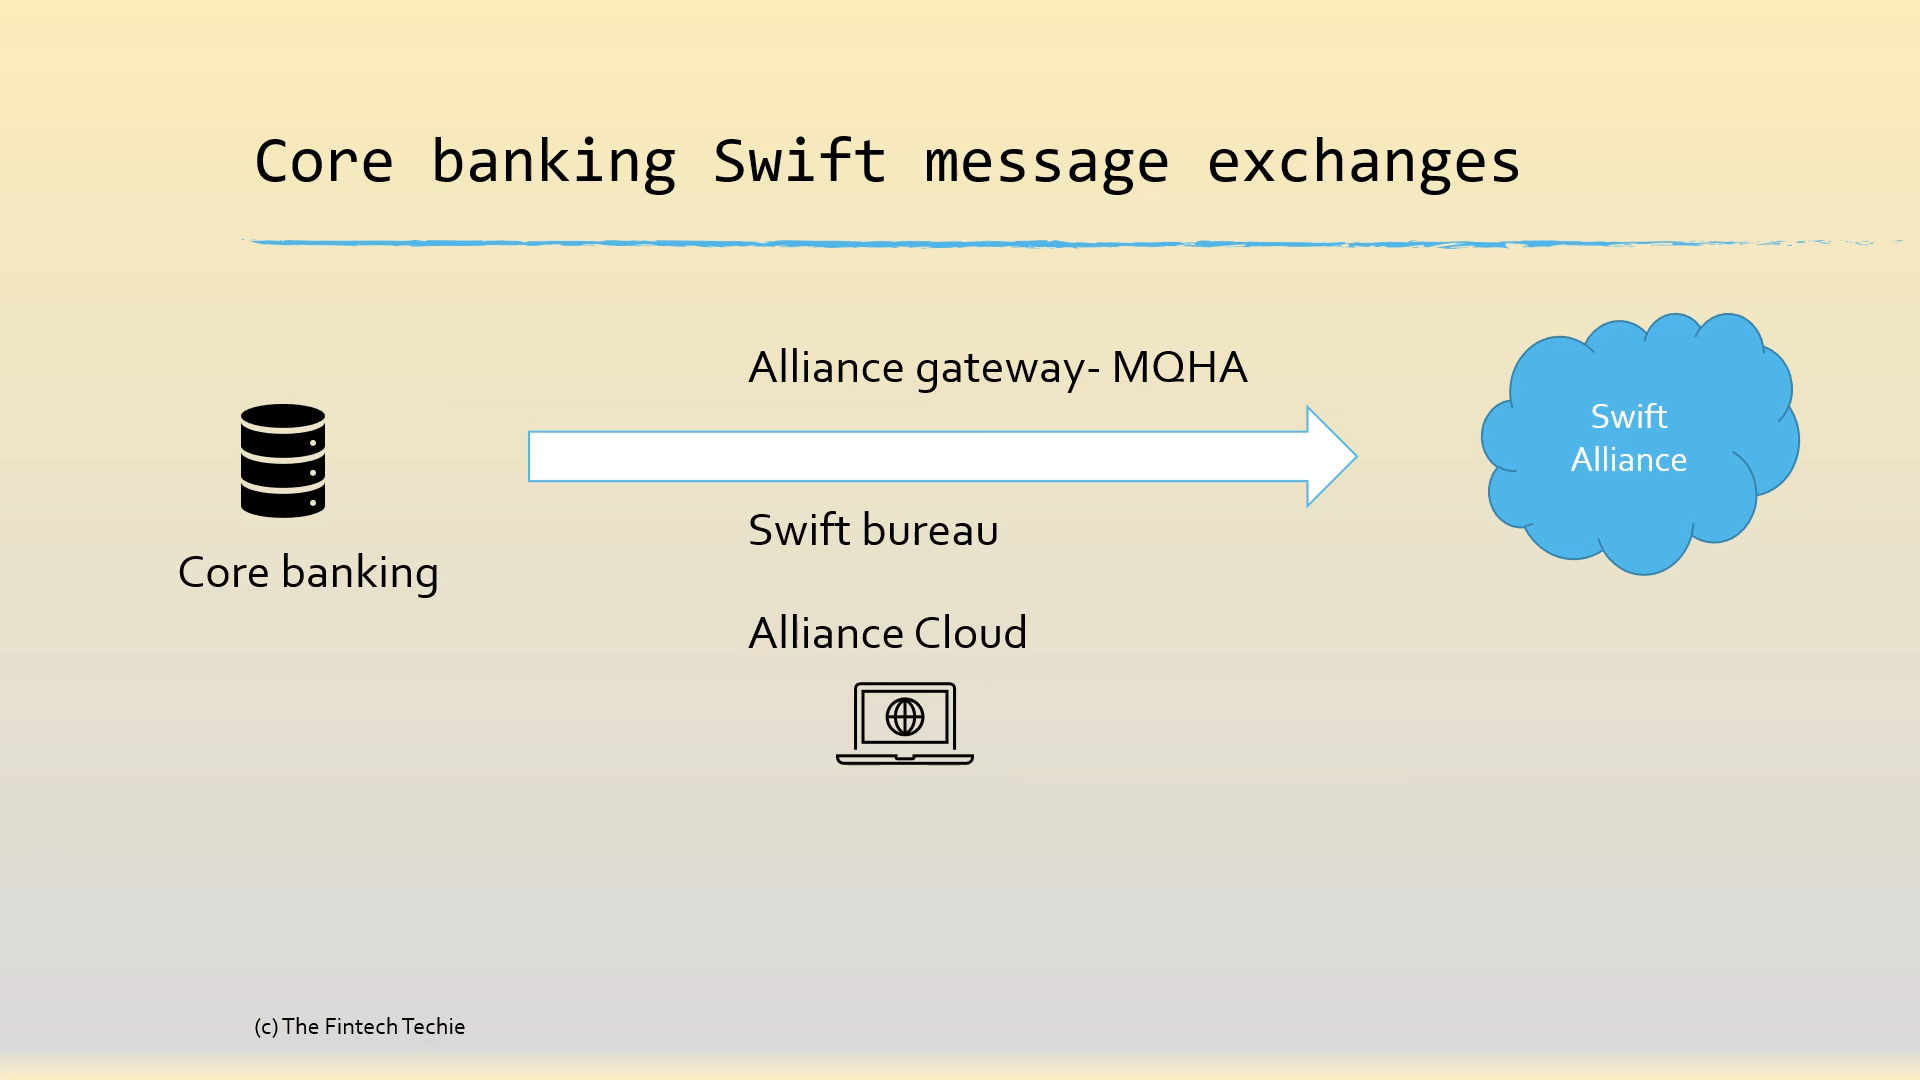 Core banking Swift message exchanges
Alliance gateway- MQHA
Swift
Alliance
Swift bureau
Core banking
Alliance Cloud
(c) The Fintech Techie